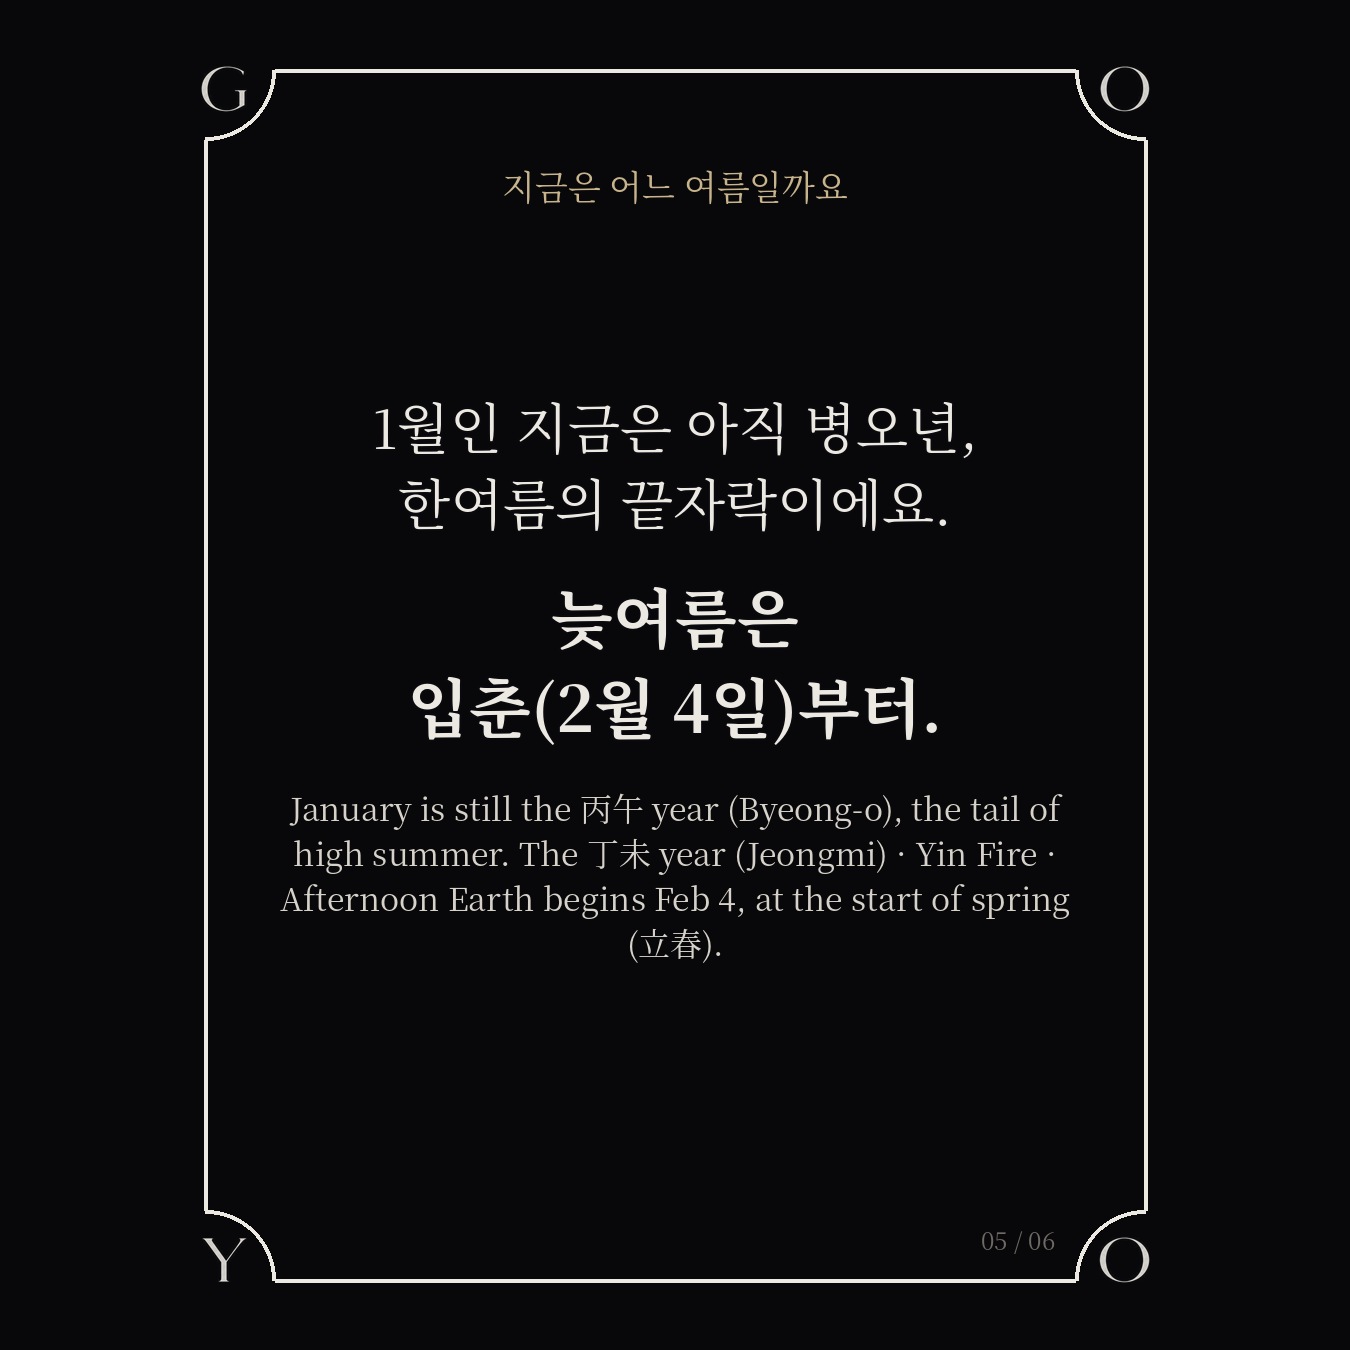 G O
지금은 어느 여름일까요
1월인 지금은 아직 병오년,
한여름의 끝자락이에요.
늦여름은
입춘(2월 4일)부터.
January is still the 丙午 year (Byeong-o), the tail of
high summer. The 丁未 year (Jeongmi) · Yin Fire ·
Afternoon Earth begins Feb 4, at the start of spring
(立春).
05 / 06
Y O